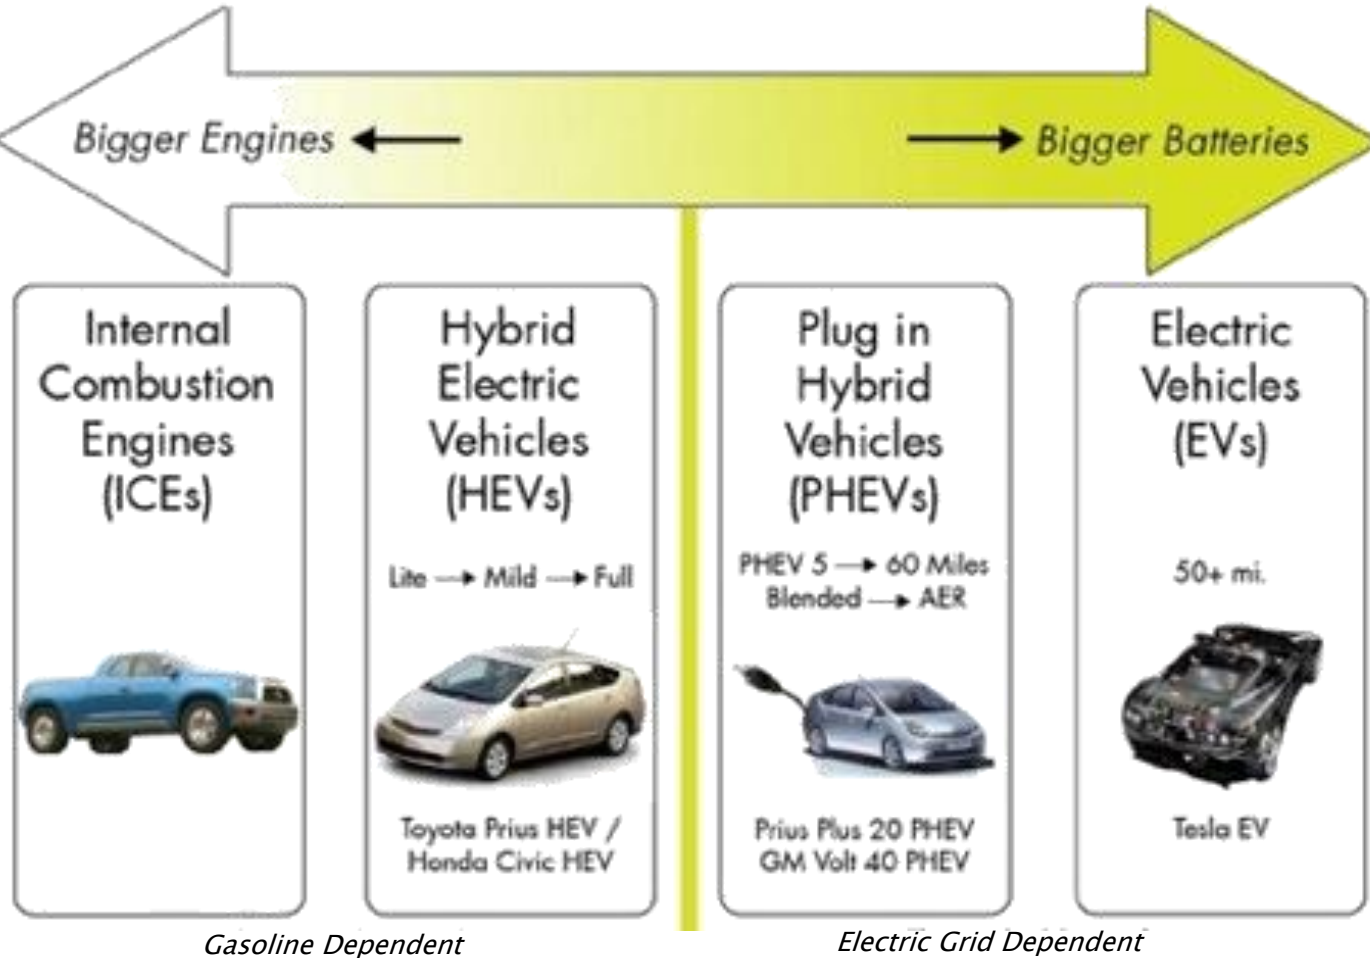 Bigger Engines
Bigger Batteries
Internal
Combustion
Engines
(ICEs)
Hybrid
Electric
Vehicles
(HEVs)
Lite → Mild → Full
Toyota Prius HEV /
Honda Civic HEV
Plug in
Hybrid
Vehicles
(PHEVs)
PHEV 5 → 60 Miles
Blended → AER
Prius Plus 20 PHEV
GM Volt 40 PHEV
Electric
Vehicles
(EVs)
50+ mi.
Tesla EV
Gasoline Dependent
Electric Grid Dependent